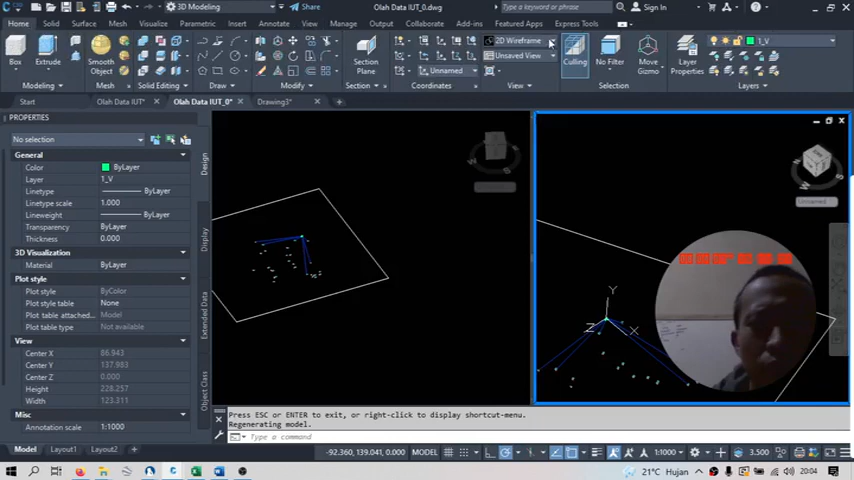 3D Modeling
Share
Olah Data IUT_0.dwg
Type a keyword or phrase
Sign In
Home
Solid
Surface
Mesh
Visualize
Parametric
Insert
Annotate
View
Manage
Output
Collaborate
Add-ins
Featured Apps
Express Tools
Box
Extrude
Smooth Object
Section Plane
2D Wireframe
Unsaved View
Unnamed
Culling
No Filter
Move Gizmo
Layer Properties
1_V
Modeling
Mesh
Solid Editing
Draw
Modify
Section
Coordinates
View
Selection
Layers
Start
Olah Data IUT*
Olah Data IUT_0*
Drawing3*
PROPERTIES
No selection
General
Color ByLayer
Layer 1_V
Linetype ByLayer
Linetype scale 1.000
Lineweight ByLayer
Transparency ByLayer
Thickness 0.000
3D Visualization
Material ByLayer
Plot style
Plot style ByColor
Plot style table None
Plot table attached... Model
Plot table type Not available
View
Center X 86.943
Center Y 137.983
Center Z 0.000
Height 228.257
Width 123.311
Misc
Annotation scale 1:1000
Design
Display
Extended Data
Object Class
Y
Z
X
Unnamed
Press ESC or ENTER to exit, or right-click to display shortcut-menu.
Regenerating model.
Type a command
Model
Layout1
Layout2
-92.360, 139.041, 0.000
MODEL
1:1000
3.500
21°C Hujan
20:04